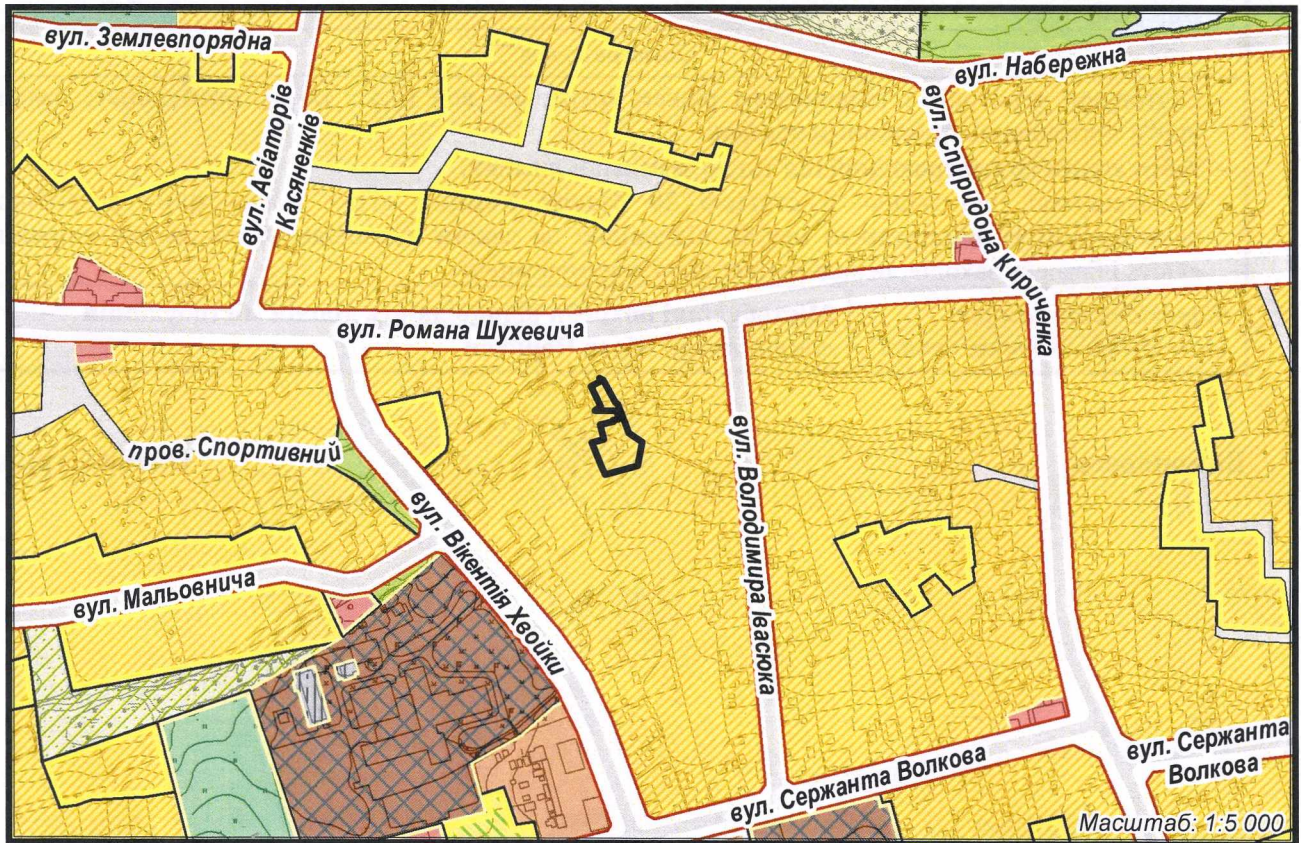 вул. Землевпорядна
вул. Набережна
вул. Авіаторів
Касяненків
вул. Спиридона Кириченка
вул. Романа Шухевича
пров. Спортивний
вул. Володимира Івасюка
вул. Вікентія Хвойки
вул. Мальовнича
вул. Сержанта Волкова
вул. Сержанта
Волкова
Масштаб: 1:5 000